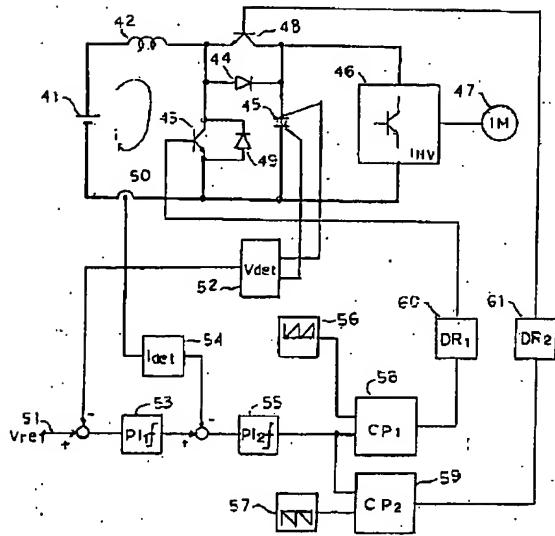 42
48
44
46
47
41
43
45
IM
i
49
INV
50
Vdet
52
60
61
56
54
DR1
DR2
Idet
58
51
53
55
Vref
-
-
+
PI1
+
PI2
CP1
59
57
CP2